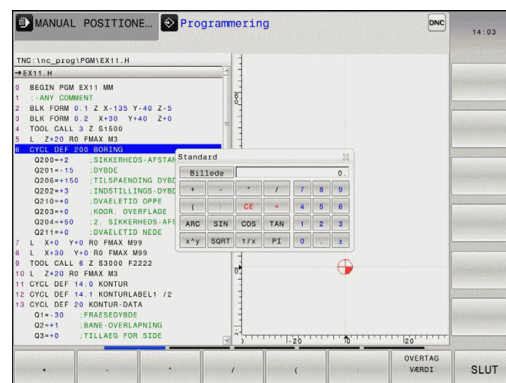 MANUAL POSITIONE... Programmering DNC
14:03
TNC:\nc_prog\PGM\EX11.H
→EX11.H
0 BEGIN PGM EX11 MM
1 ;-ANY COMMENT
2 BLK FORM 0.1 Z X-135 Y-40 Z-5
3 BLK FORM 0.2 X+30 Y+40 Z+0
4 TOOL CALL 3 Z S1500
5 L Z+20 R0 FMAX M3
6 CYCL DEF 200 BORING
Q200=+2 ;SIKKERHEDS-AFSTAN
Q201=-15 ;DYBDE
Q206=+150 ;TILSPAENDING DYBD
Q202=+3 ;INDSTILLINGS-DYBD
Q210=+0 ;DVAELETID OPPE
Q203=+0 ;KOOR. OVERFLADE
Q204=+50 ;2. SIKKERHEDS-AFS
Q211=+0 ;DVAELETID NEDE
7 L X+0 Y+0 R0 FMAX M99
8 L X+30 Y+0 R0 FMAX M99
9 TOOL CALL 6 Z S3000 F2222
10 L Z+20 R0 FMAX M3
11 CYCL DEF 14.0 KONTUR
12 CYCL DEF 14.1 KONTURLABEL1 /2
13 CYCL DEF 20 KONTUR-DATA
Q1=-30 ;FRAESEDYBDE
Q2=+1 ;BANE-OVERLAPNING
Q3=+0 ;TILLAEG FOR SIDE
Standard
Billede 0.
+ - * / 7 8 9
( ) CE = 4 5 6
ARC SIN COS TAN 1 2 3
x^y SQRT 1/x PI 0 . ±
-20 0 20
+ - * / ( ) OVERTAG VÆRDI SLUT